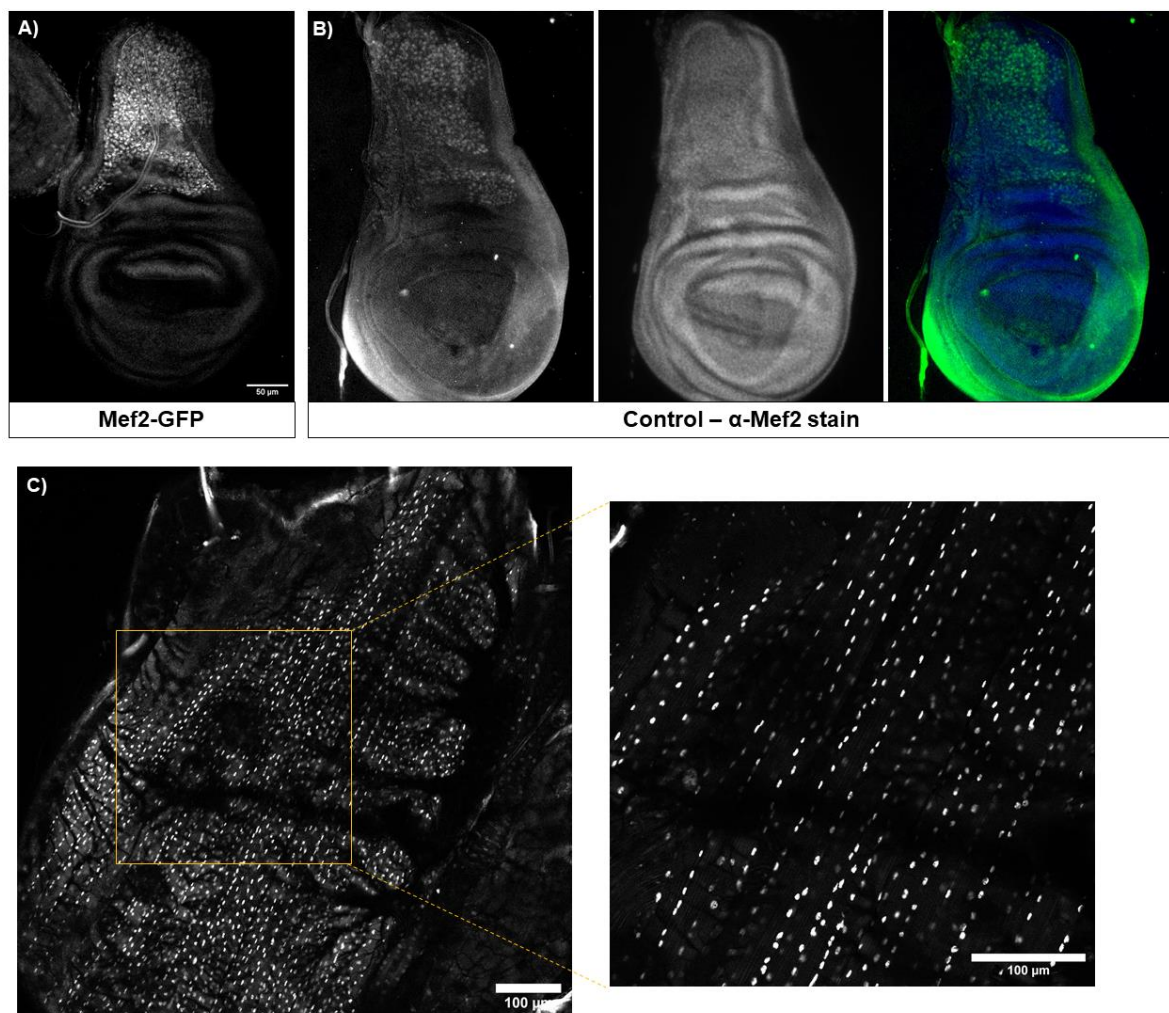 A)
B)
50 µm
Mef2-GFP
Control – α-Mef2 stain
C)
100 µm
100 µm